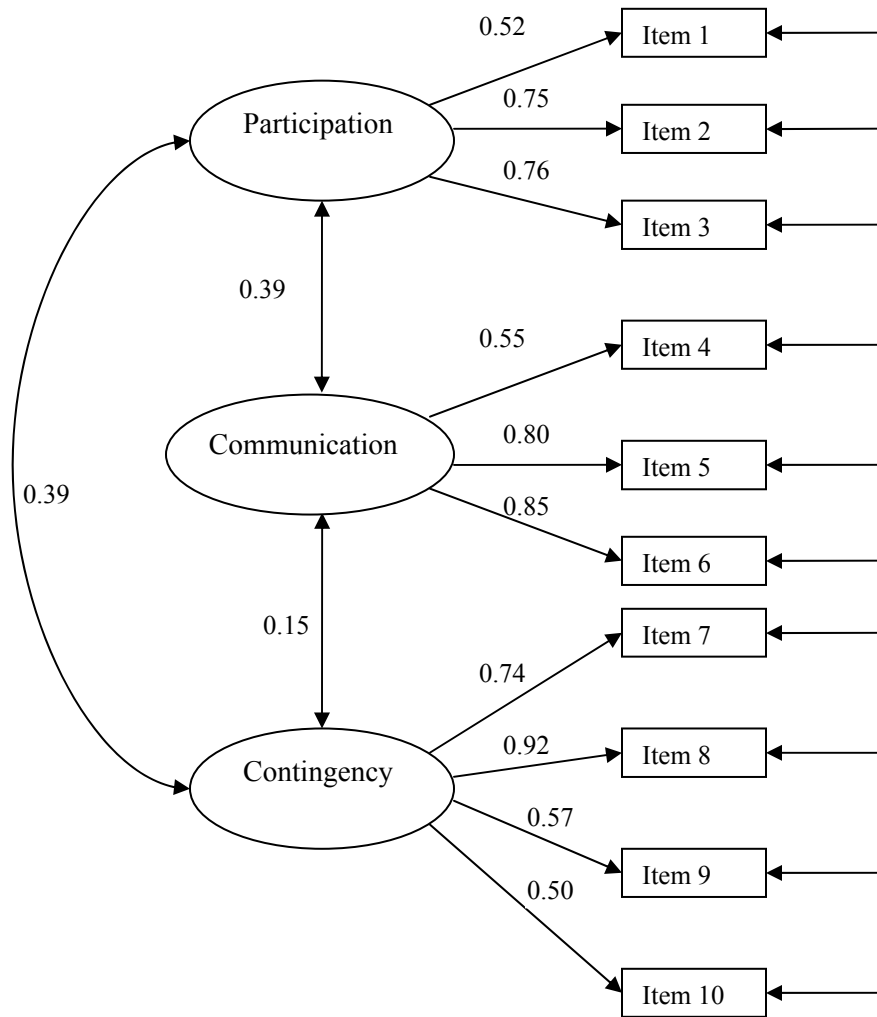 0.52
Item 1
Participation
0.75
Item 2
0.76
Item 3
0.39
0.55
Item 4
Communication
0.80
Item 5
0.39
0.85
Item 6
0.15
Item 7
0.74
Contingency
0.92
Item 8
0.57
Item 9
0.50
Item 10